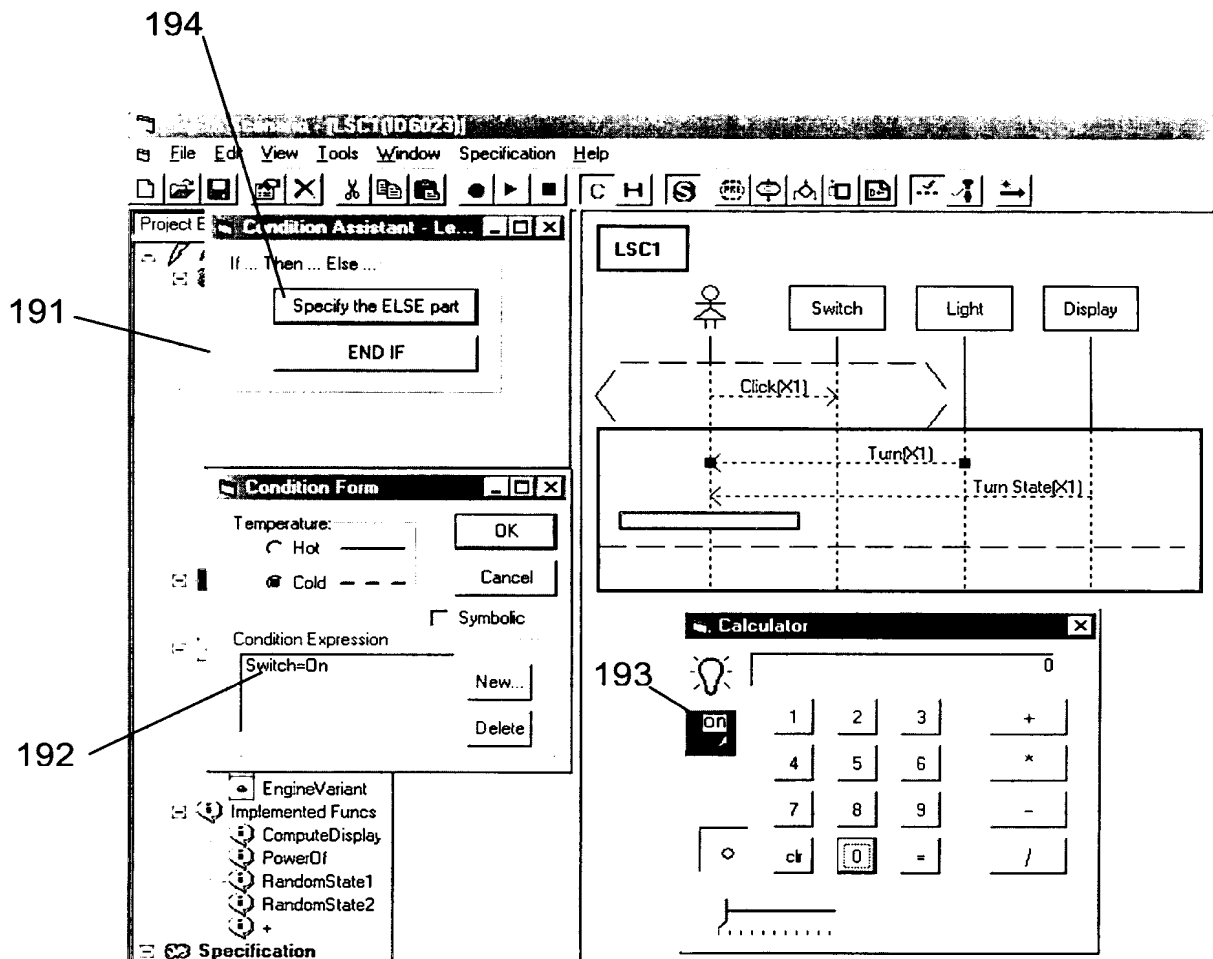 194
[LSC1(ID6023)]
File Edit View Tools Window Specification Help
C H S PRE
Project E
Condition Assistant - Le...
If ... Then ... Else ...
Specify the ELSE part
END IF
191
LSC1
Switch
Light
Display
Click(X1)
Turn(X1)
Turn State(X1)
Condition Form
Temperature:
Hot
Cold
OK
Cancel
Symbolic
Condition Expression
Switch=On
New...
Delete
192
Calculator
0
193
on
1 2 3 +
4 5 6 *
7 8 9 -
clr 0 = /
EngineVariant
Implemented Funcs
ComputeDisplay
PowerOf
RandomState1
RandomState2
+
Specification